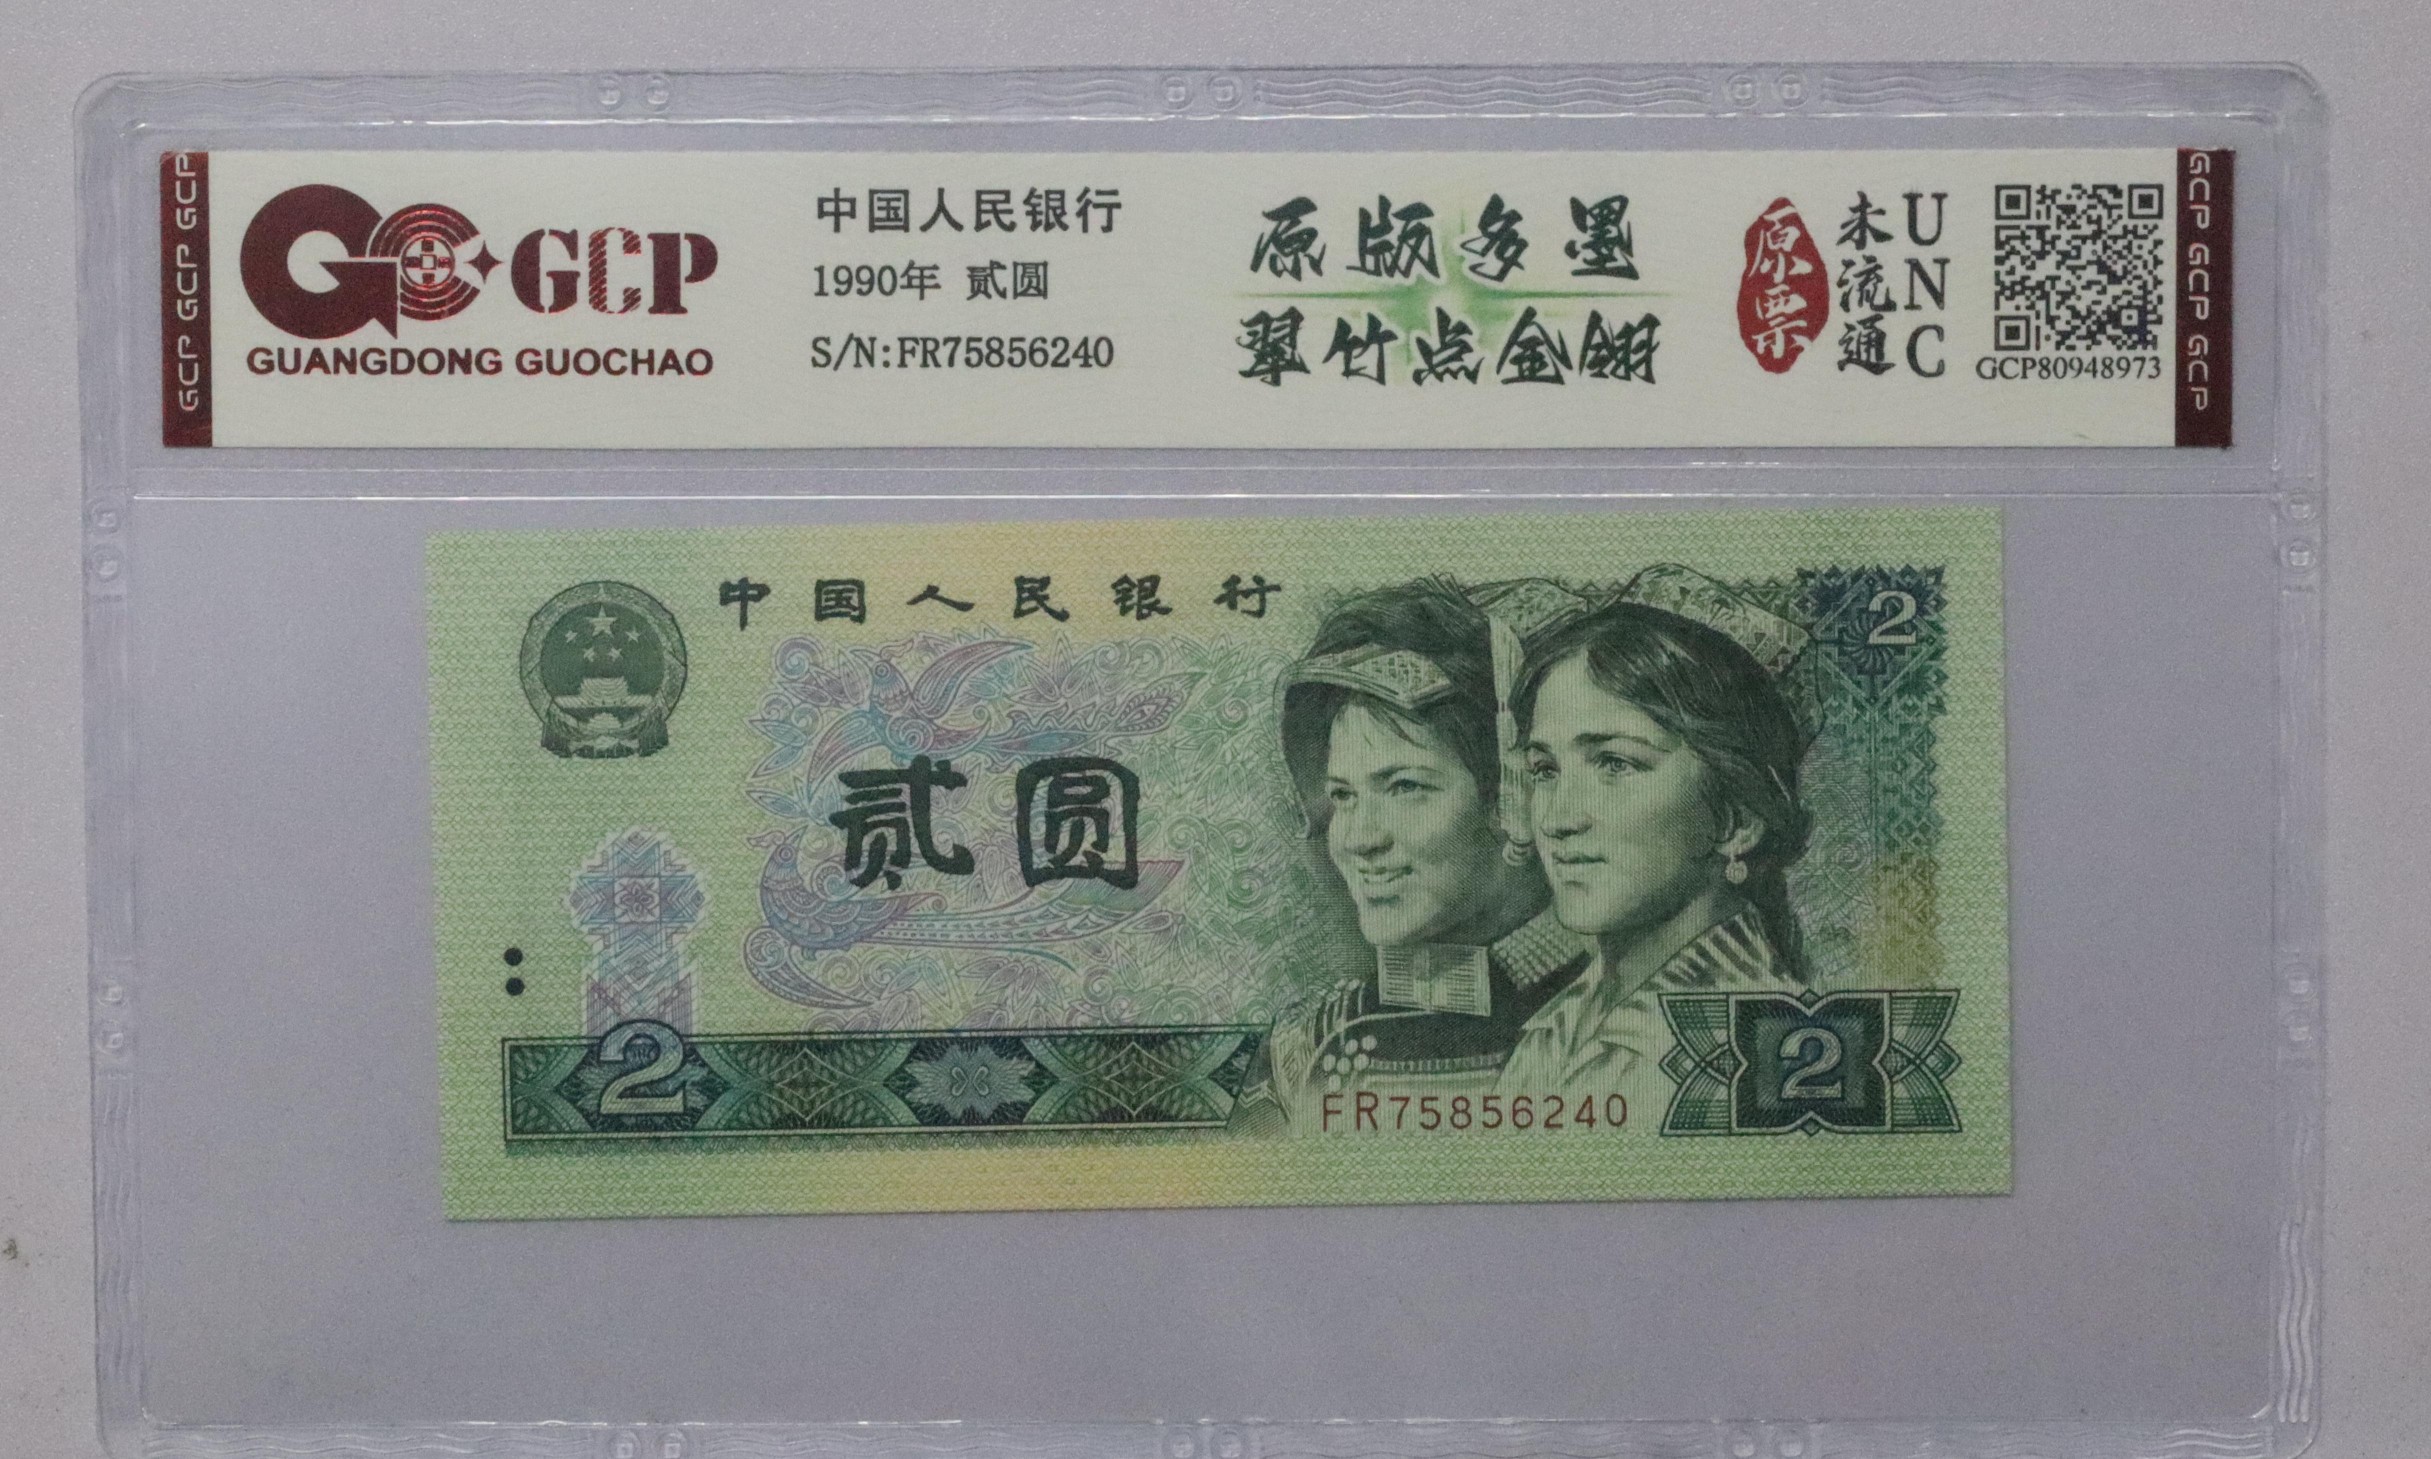 GCP GCP GCP
GCP
GUANGDONG GUOCHAO
中国人民银行
1990年 贰圆
S/N:FR75856240
原版多墨
翠竹点金翎
原票
未流通
UNC
GCP80948973
GCP GCP GCP
中国人民银行
2
贰圆
2
FR75856240
2